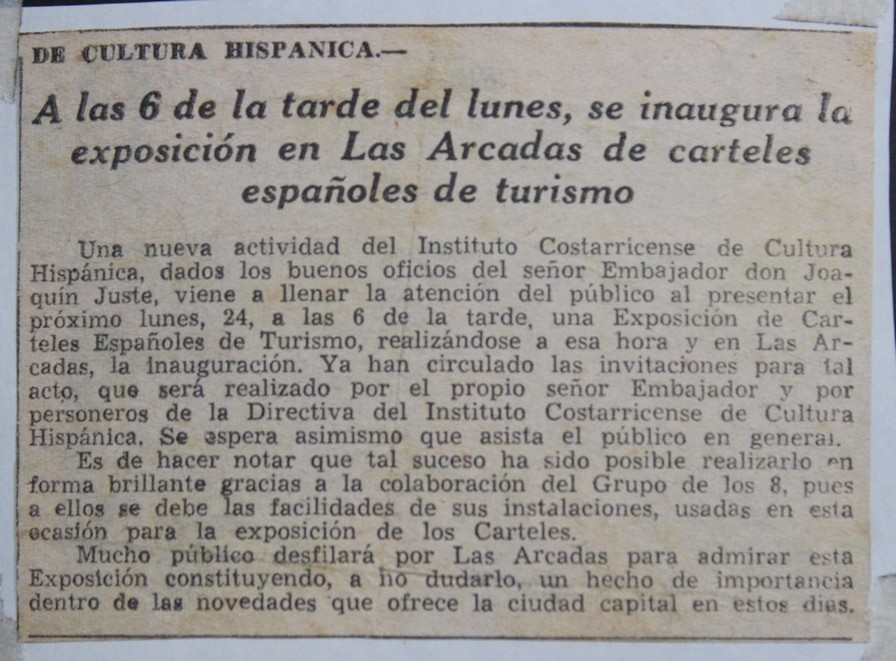 DE CULTURA HISPANICA.—
A las 6 de la tarde del lunes, se inaugura la
exposición en Las Arcadas de carteles
españoles de turismo
Una nueva actividad del Instituto Costarricense de Cultura
Hispánica, dados los buenos oficios del señor Embajador don Joa-
quín Juste, viene a llenar la atención del público al presentar el
próximo lunes, 24, a las 6 de la tarde, una Exposición de Car-
teles Españoles de Turismo, realizándose a esa hora y en Las Ar-
cadas, la inauguración. Ya han circulado las invitaciones para tal
acto, que será realizado por el propio señor Embajador y por
personeros de la Directiva del Instituto Costarricense de Cultura
Hispánica. Se espera asimismo que asista el público en general.
Es de hacer notar que tal suceso ha sido posible realizarlo en
forma brillante gracias a la colaboración del Grupo de los 8, pues
a ellos se debe las facilidades de sus instalaciones, usadas en esta
ocasión para la exposición de los Carteles.
Mucho público desfilará por Las Arcadas para admirar esta
Exposición constituyendo, a no dudarlo, un hecho de importancia
dentro de las novedades que ofrece la ciudad capital en estos días.